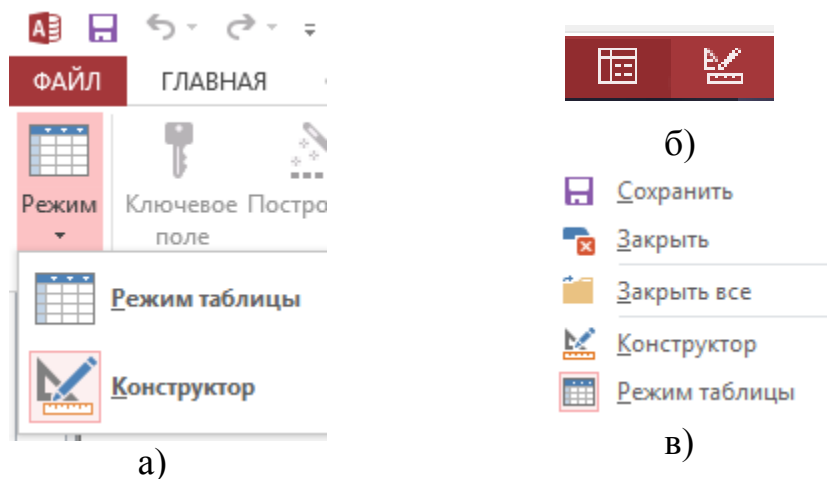 ФАЙЛ ГЛАВНАЯ
Режим Ключевое Постро
поле
Режим таблицы
Конструктор
а)
б)
Сохранить
Закрыть
Закрыть все
Конструктор
Режим таблицы
в)